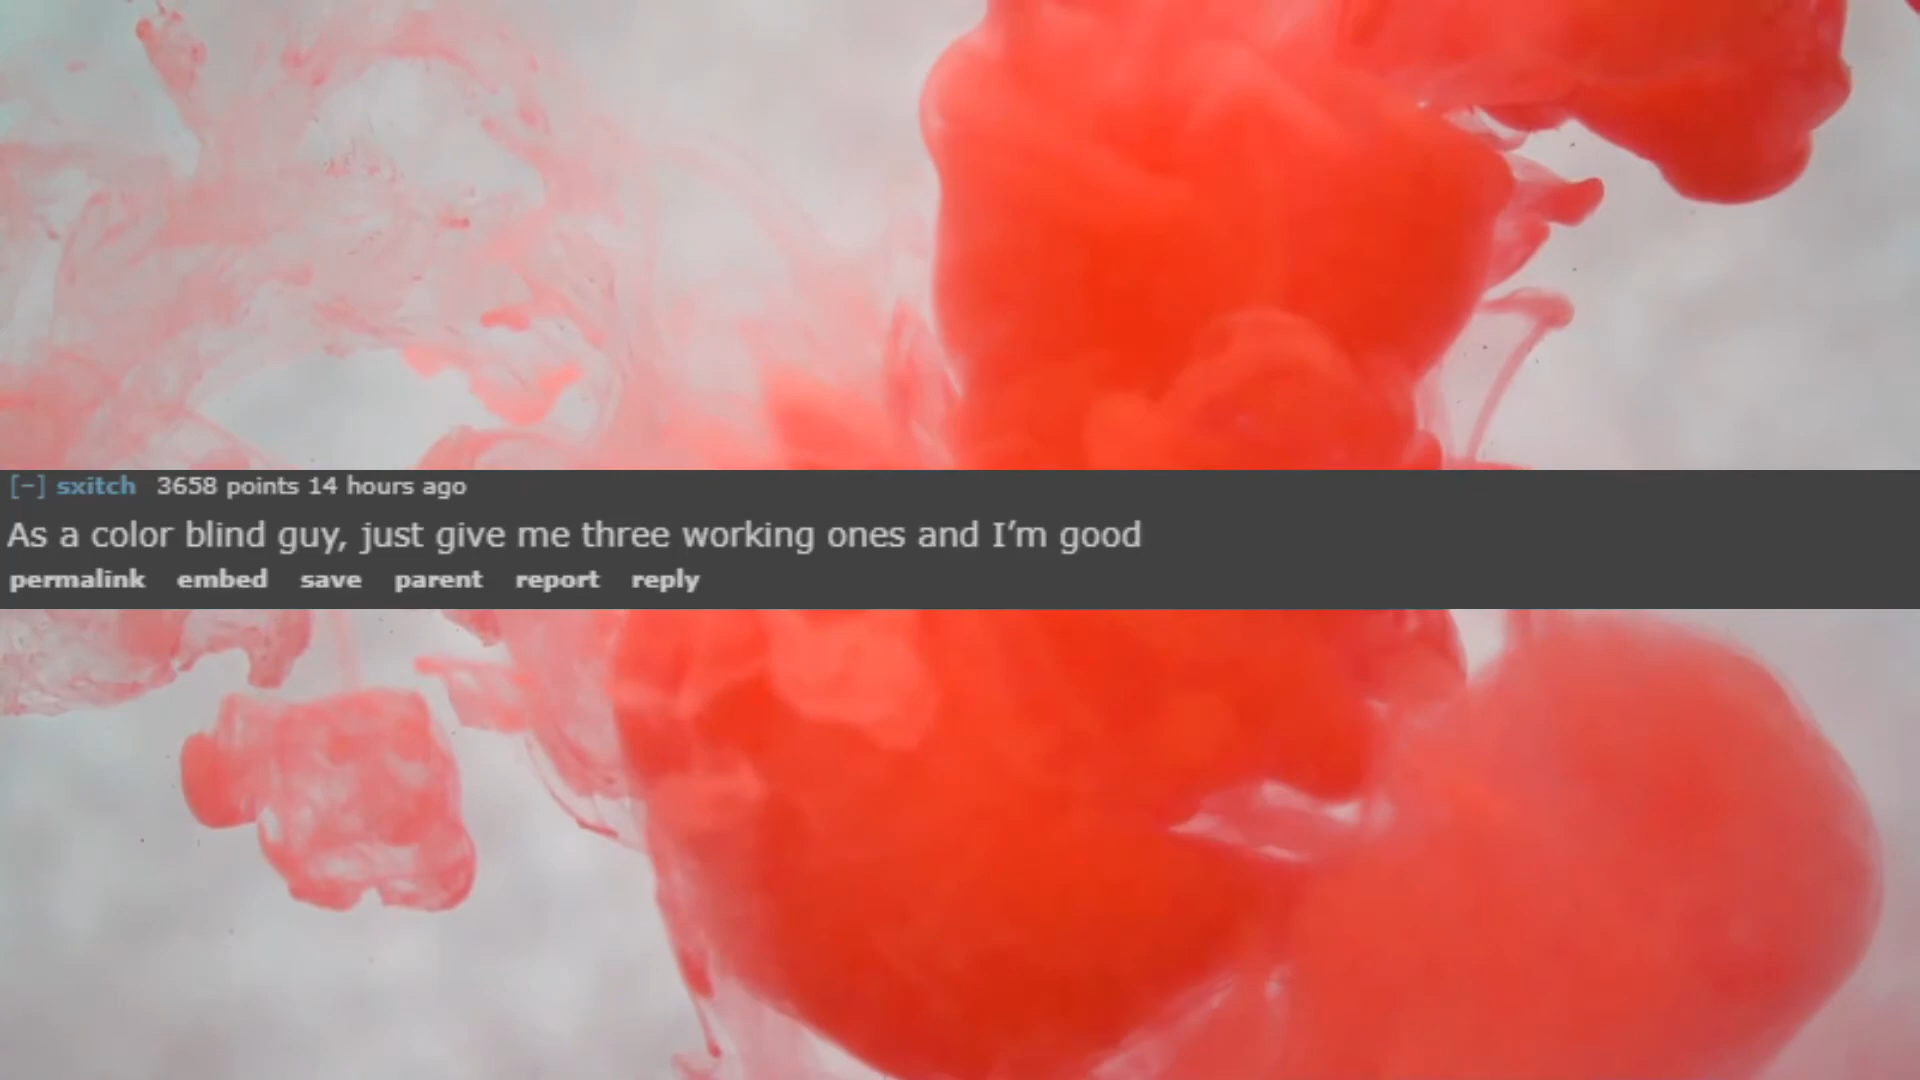 [−] sxitch 3658 points 14 hours ago
As a color blind guy, just give me three working ones and I’m good
permalink embed save parent report reply